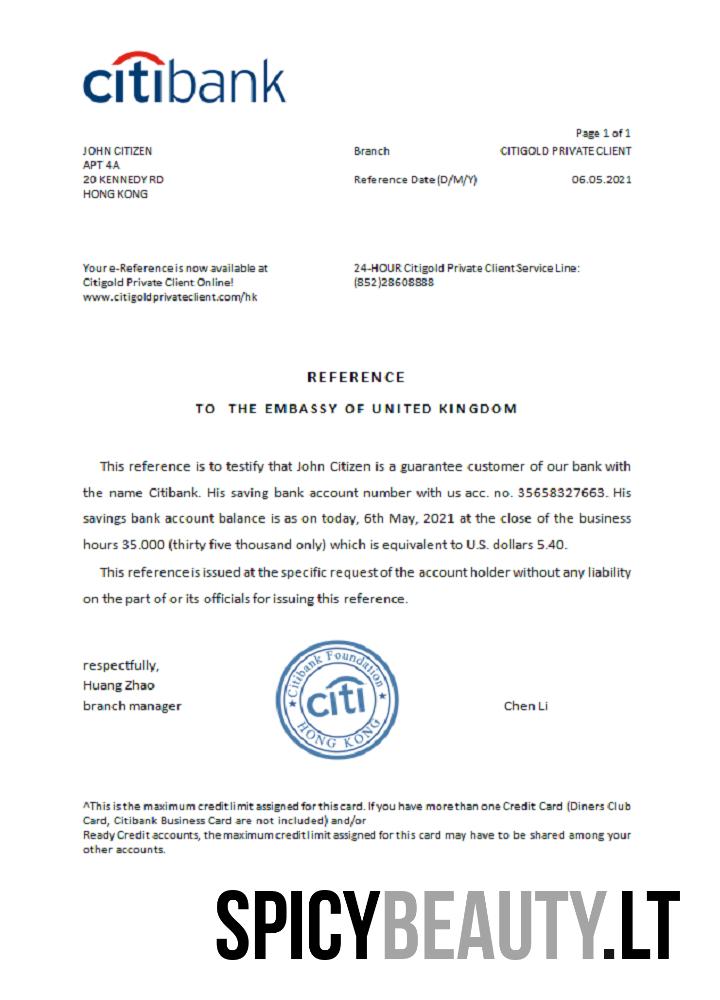 citibank
Page 1 of 1
JOHN CITIZEN
Branch
CITIGOLD PRIVATE CLIENT
APT 4A
20 KENNEDY RD
Reference Date (D/M/Y)
06.05.2021
HONG KONG
Your e-Reference is now available at
Citigold Private Client Online!
www.citigoldprivateclient.com/hk
24-HOUR Citigold Private Client Service Line:
(852)28608888
REFERENCE
TO THE EMBASSY OF UNITED KINGDOM
This reference is to testify that John Citizen is a guarantee customer of our bank with
the name Citibank. His saving bank account number with us acc. no. 35658327663. His
savings bank account balance is as on today, 6th May, 2021 at the close of the business
hours 35.000 (thirty five thousand only) which is equivalent to U.S. dollars 5.40.
This reference is issued at the specific request of the account holder without any liability
on the part of or its officials for issuing this reference.
respectfully,
Huang Zhao
branch manager
Citibank Foundation
citi
HONG KONG
Chen Li
^This is the maximum credit limit assigned for this card. If you have more than one Credit Card (Diners Club
Card, Citibank Business Card are not included) and/or
Ready Credit accounts, the maximum credit limit assigned for this card may have to be shared among your
other accounts.
SPICYBEAUTY.LT